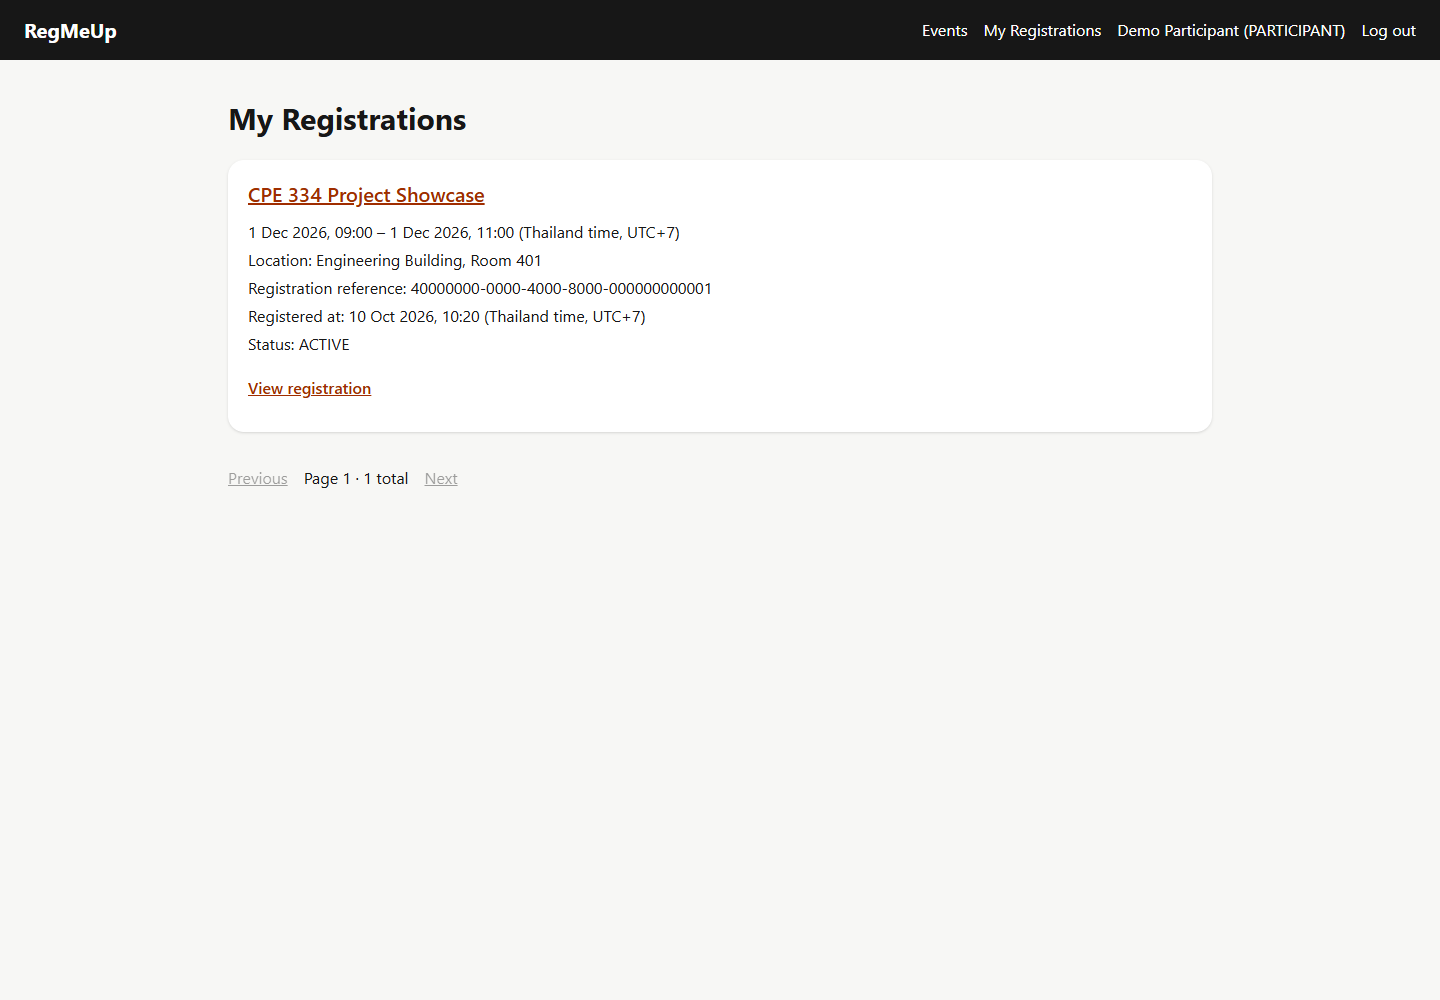 RegMeUp
Events My Registrations Demo Participant (PARTICIPANT) Log out
My Registrations
CPE 334 Project Showcase
1 Dec 2026, 09:00 – 1 Dec 2026, 11:00 (Thailand time, UTC+7)
Location: Engineering Building, Room 401
Registration reference: 40000000-0000-4000-8000-000000000001
Registered at: 10 Oct 2026, 10:20 (Thailand time, UTC+7)
Status: ACTIVE
View registration
Previous Page 1 · 1 total Next